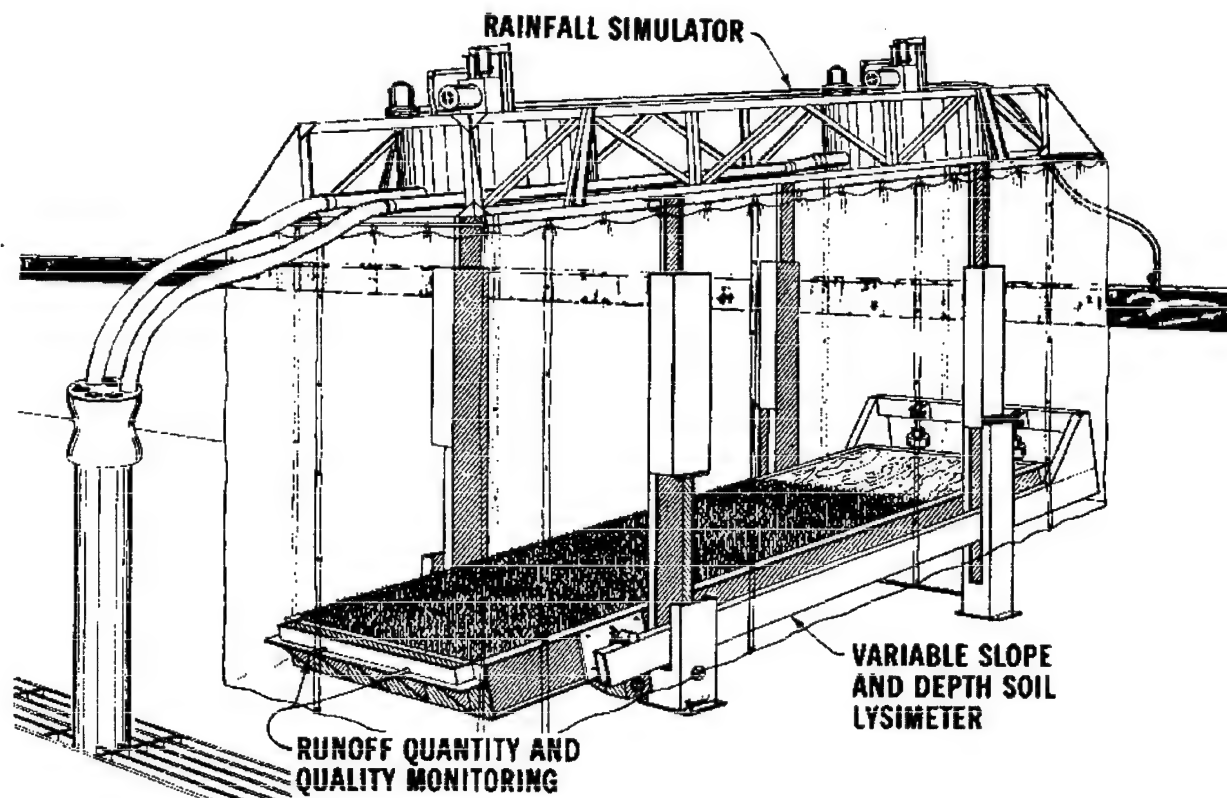 RAINFALL SIMULATOR
VARIABLE SLOPE
AND DEPTH SOIL
LYSIMETER
RUNOFF QUANTITY AND
QUALITY MONITORING